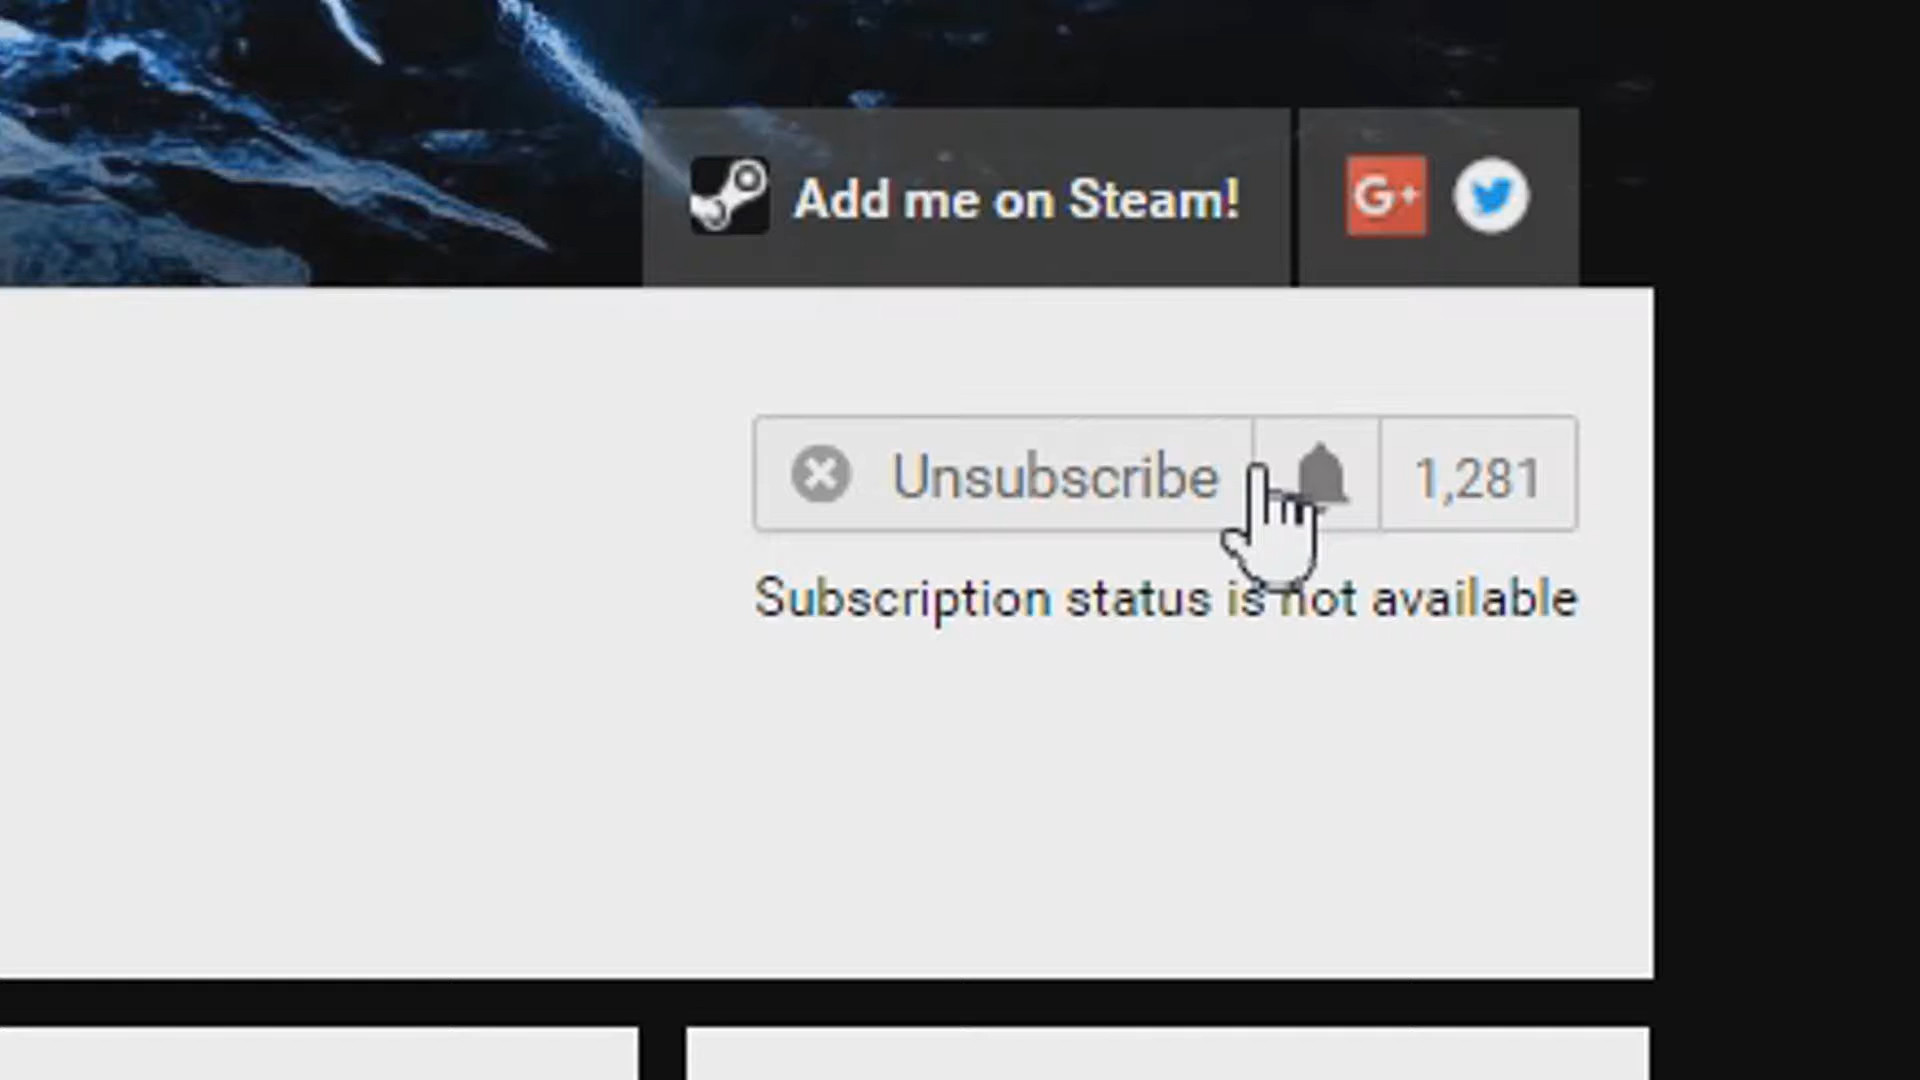 Add me on Steam!
G+
Unsubscribe
1,281
Subscription status is not available